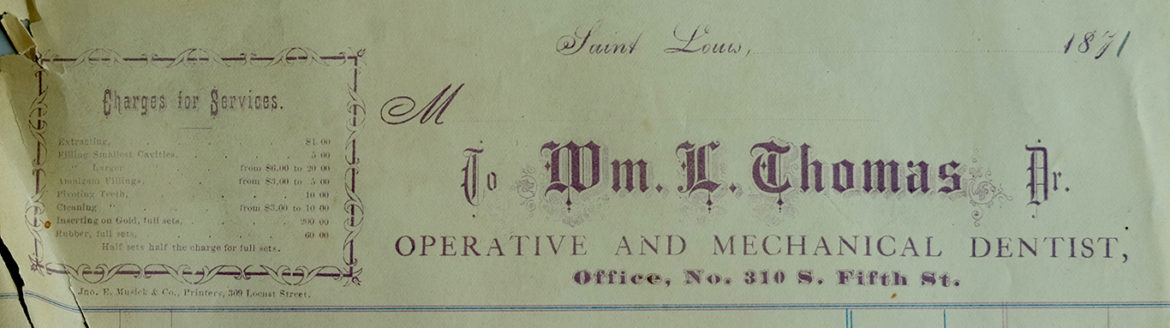 Saint Louis, 1871
Charges for Services.
Extracting, $1 00
Filling Smallest Cavities, 5 00
" Larger from $6.00 to 20 00
Amalgam Fillings, from $3.00 to 5 00
Pivoting Teeth, 10 00
Cleaning " from $3.00 to 10 00
Inserting on Gold, full sets, 200 00
Rubber, full sets, 60 00
Half sets half the charge for full sets.
Jno. E. Musick & Co., Printers, 309 Locust Street.
M
To Wm. L. Thomas Dr.
OPERATIVE AND MECHANICAL DENTIST,
Office, No. 310 S. Fifth St.